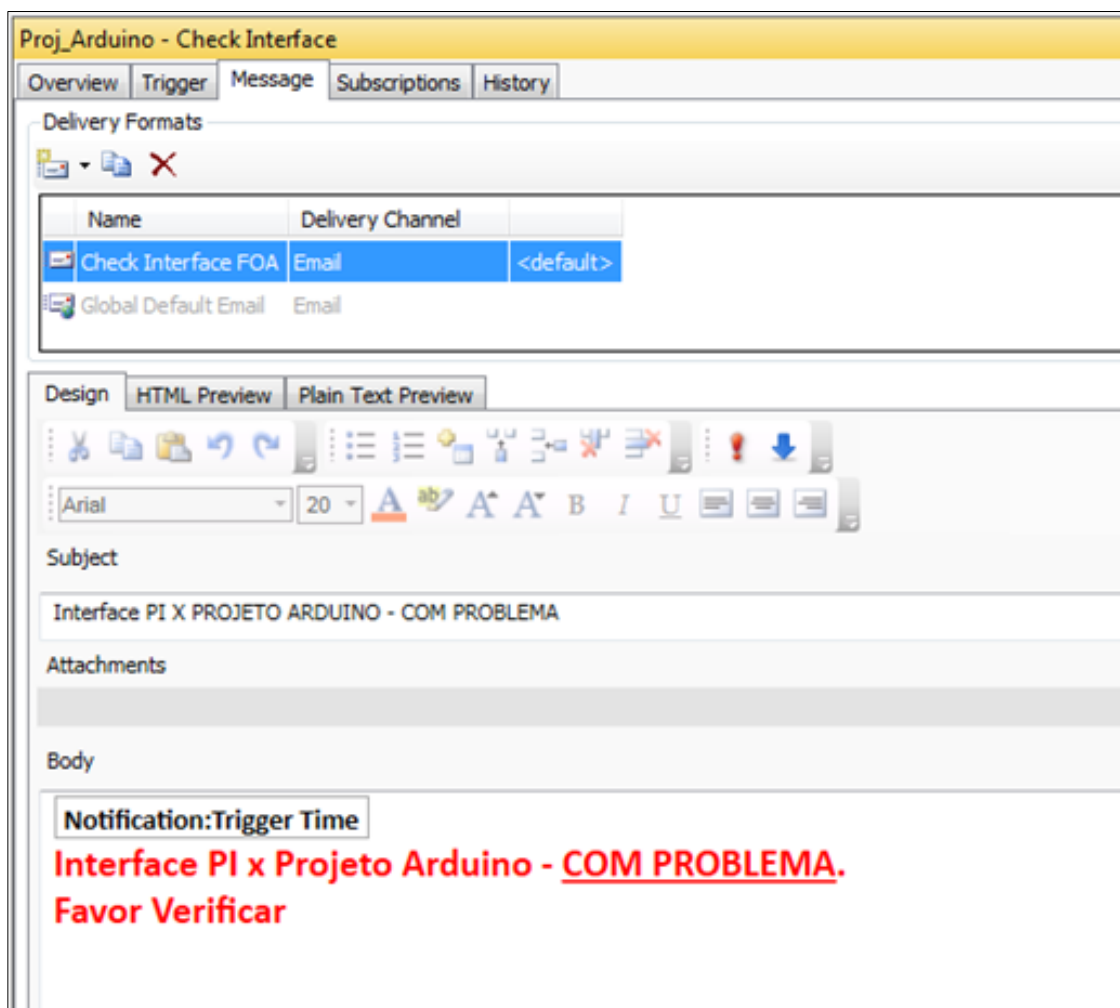 Proj_Arduino - Check Interface
Overview Trigger Message Subscriptions History
Delivery Formats
Name Delivery Channel
Check Interface FOA Email <default>
Global Default Email Email
Design HTML Preview Plain Text Preview
Arial 20 A ab A A B I U
Subject
Interface PI X PROJETO ARDUINO - COM PROBLEMA
Attachments
Body
Notification:Trigger Time
Interface PI x Projeto Arduino - COM PROBLEMA.
Favor Verificar